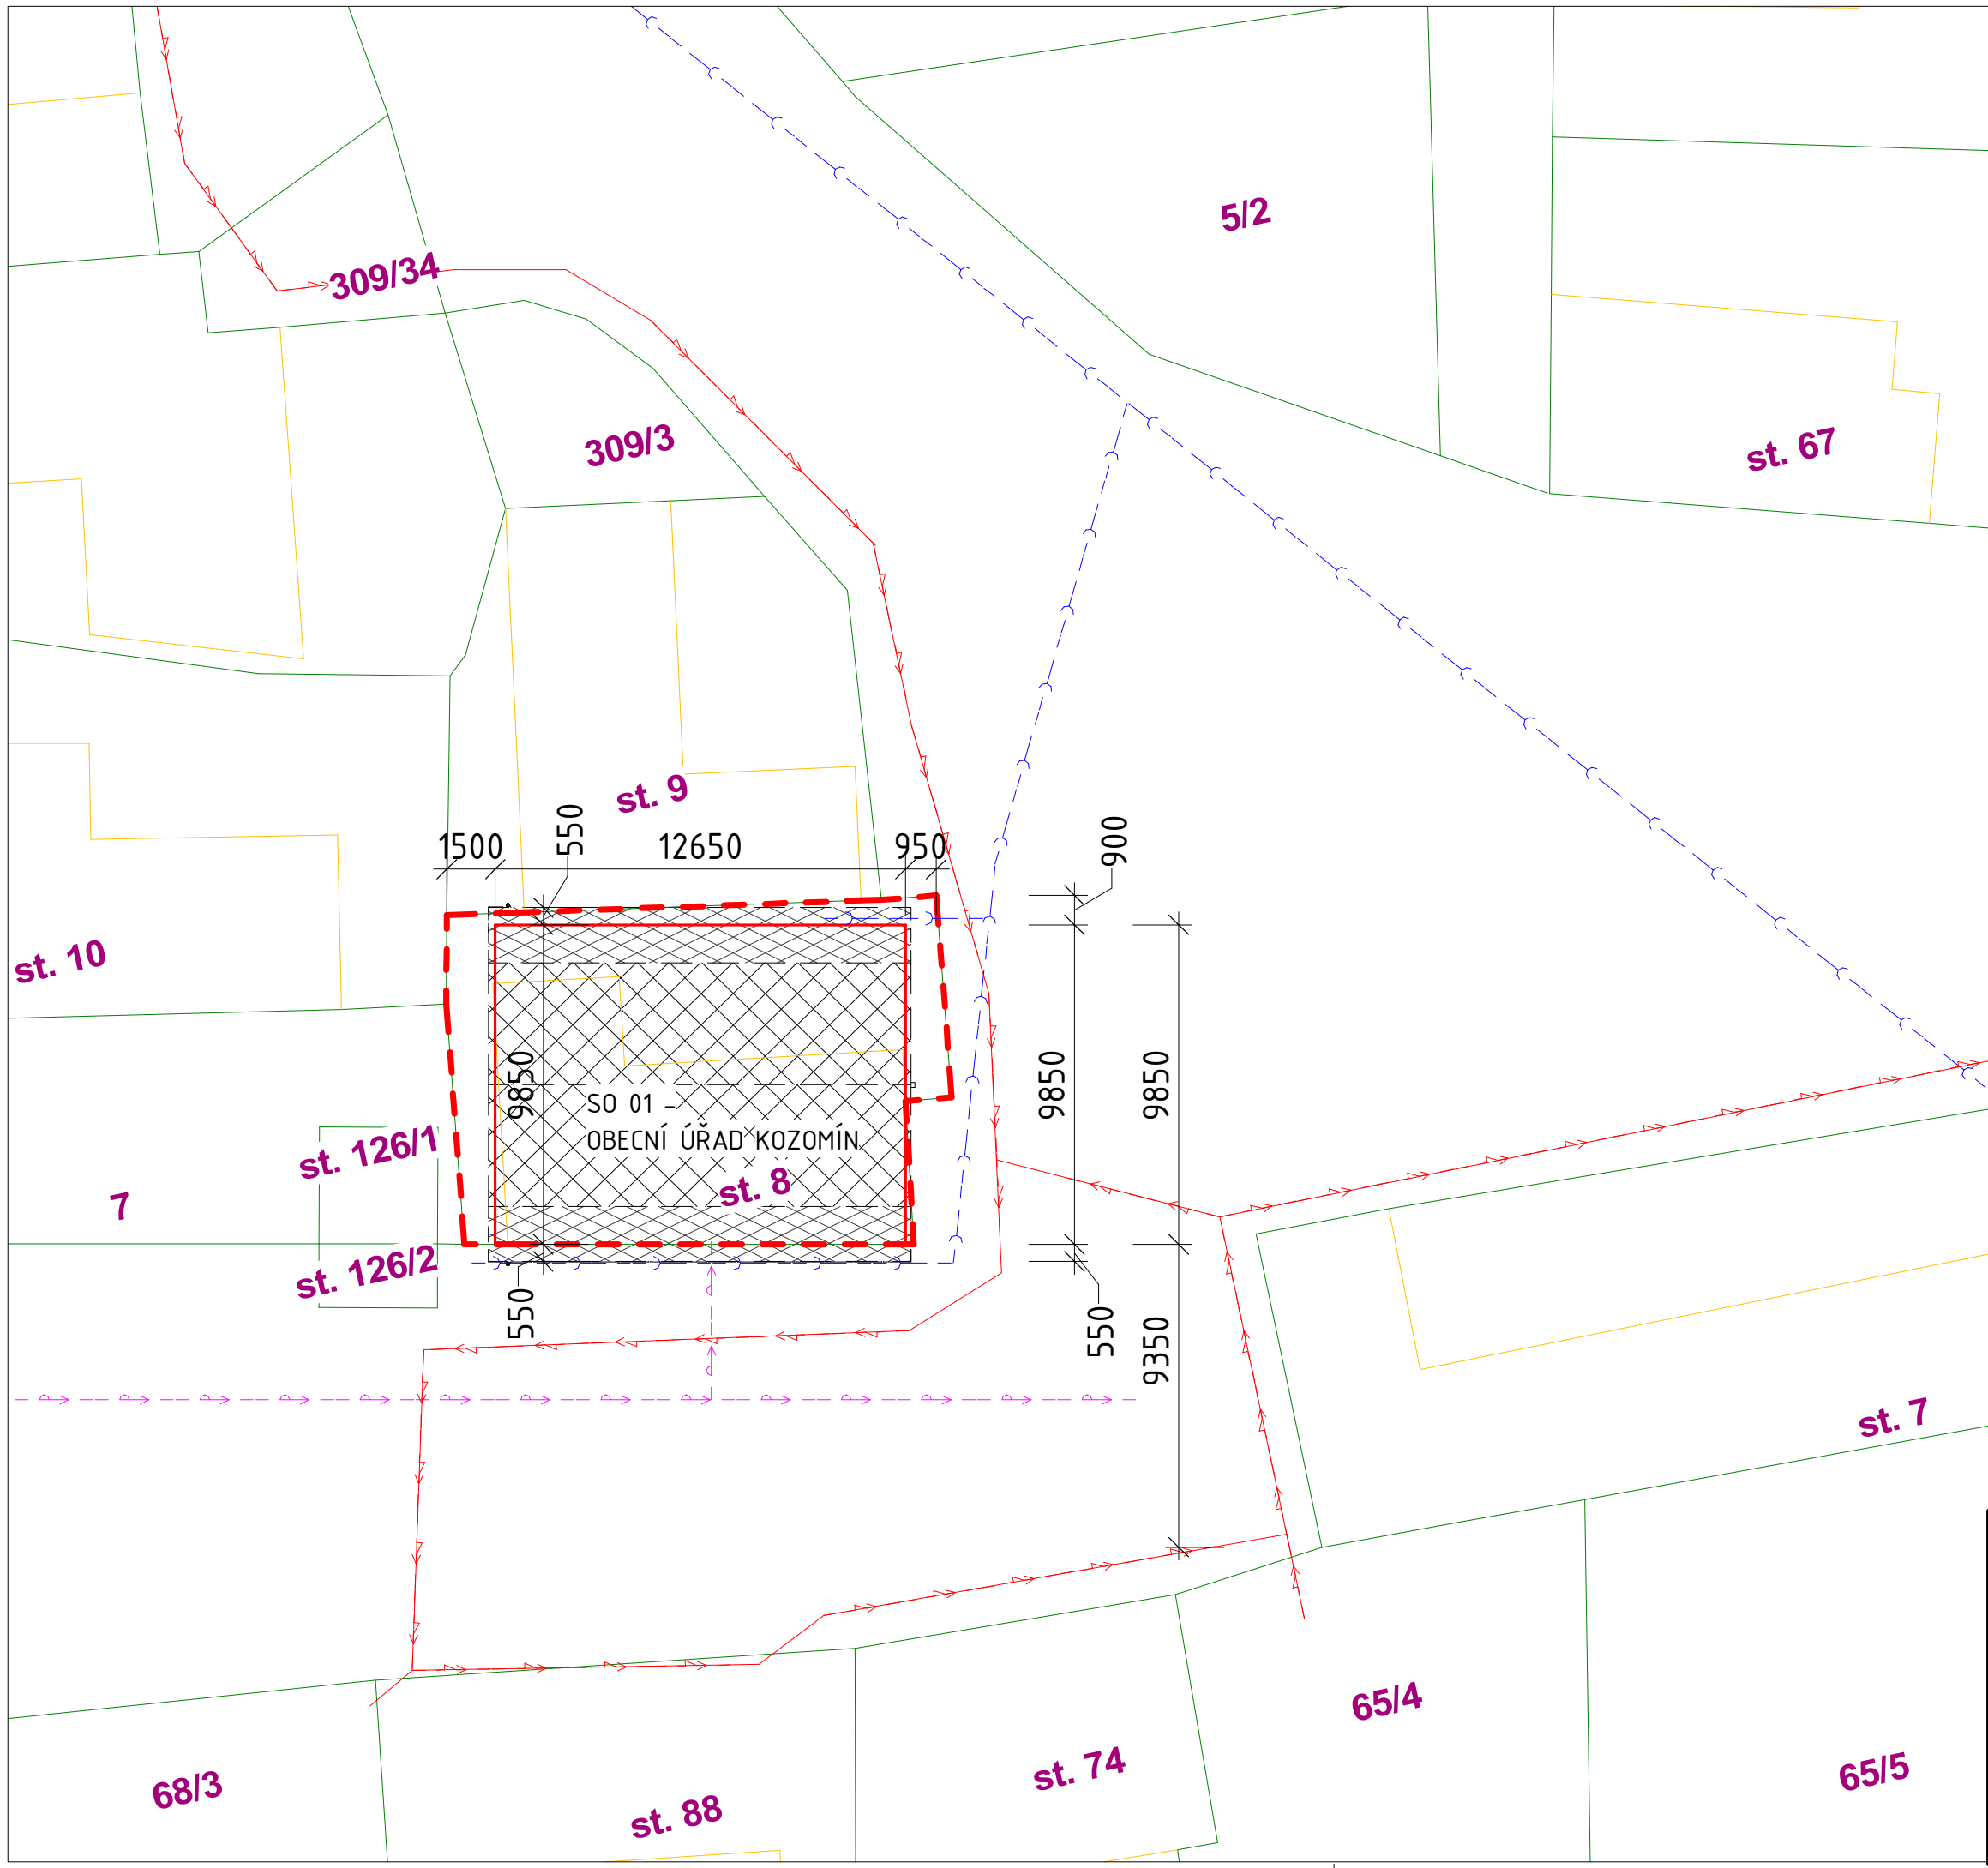 5/2
309/34
309/3
st. 67
st. 9
1500
550
12650
950
900
st. 10
9850
9850
9850
SO 01 -
OBECNÍ ÚŘAD KOZOMÍN
st. 126/1
st. 8
7
st. 126/2
550
550
9350
st. 7
65/4
st. 74
65/5
68/3
st. 88